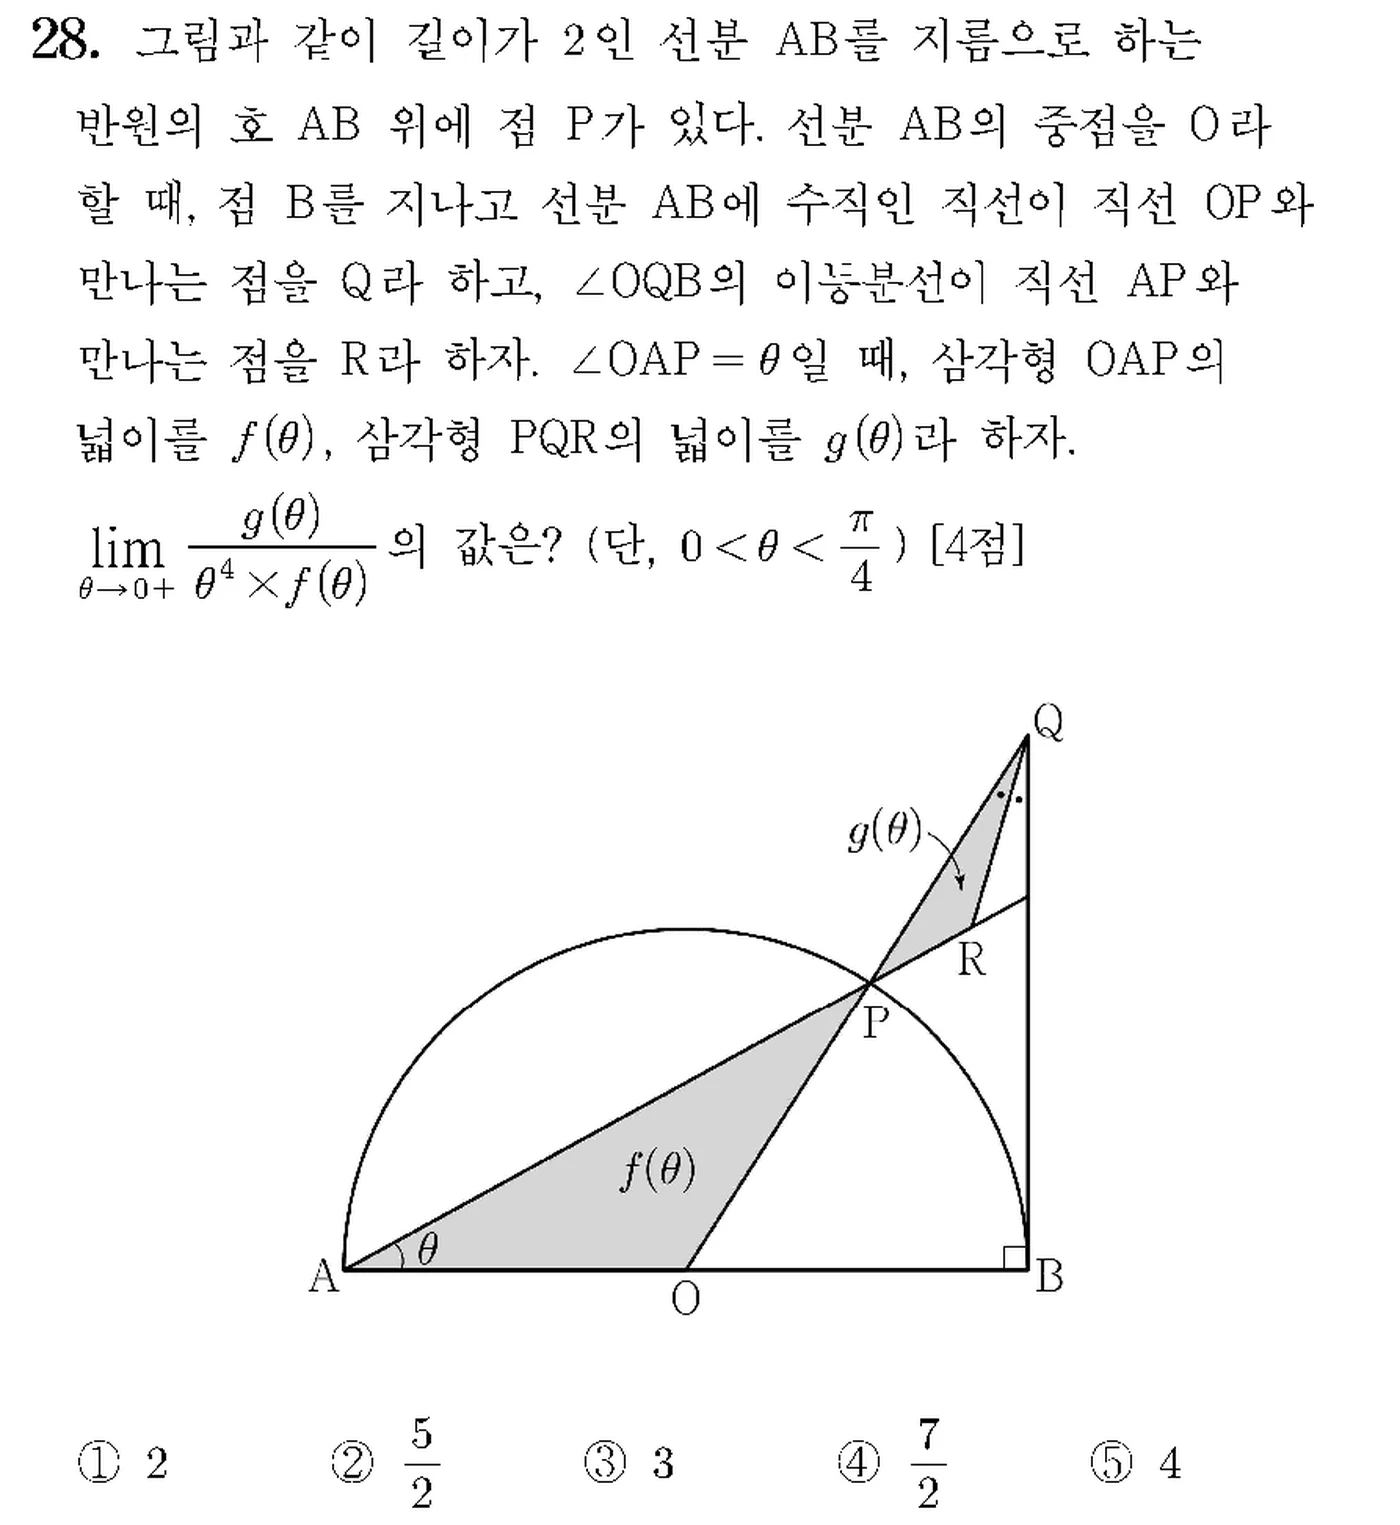 28. 그림과 같이 길이가 2인 선분 AB를 지름으로 하는
반원의 호 AB 위에 점 P가 있다. 선분 AB의 중점을 O라
할 때, 점 B를 지나고 선분 AB에 수직인 직선이 직선 OP와
만나는 점을 Q라 하고, ∠OQB의 이등분선이 직선 AP와
만나는 점을 R라 하자. ∠OAP=θ일 때, 삼각형 OAP의
넓이를 f(θ), 삼각형 PQR의 넓이를 g(θ)라 하자.
lim θ→0+ g(θ)/(θ⁴×f(θ)) 의 값은? (단, 0<θ<π/4) [4점]
Q
g(θ)
R
P
f(θ)
θ
A
O
B
① 2 ② 5/2 ③ 3 ④ 7/2 ⑤ 4